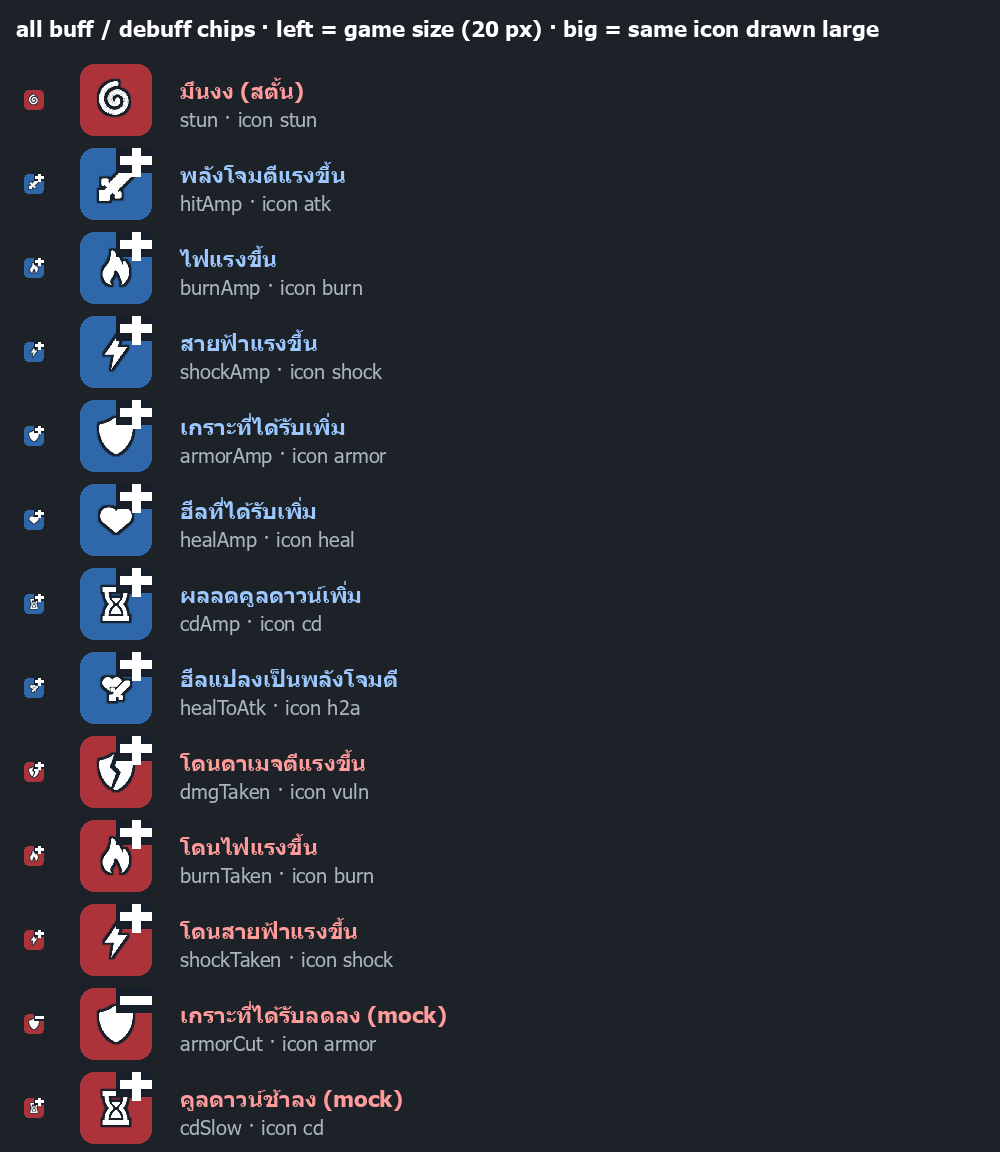 all buff / debuff chips · left = game size (20 px) · big = same icon drawn large
มึนงง (สตั้น)
stun · icon stun
พลังโจมตีแรงขึ้น
hitAmp · icon atk
ไฟแรงขึ้น
burnAmp · icon burn
สายฟ้าแรงขึ้น
shockAmp · icon shock
เกราะที่ได้รับเพิ่ม
armorAmp · icon armor
ฮีลที่ได้รับเพิ่ม
healAmp · icon heal
ผลลดคูลดาวน์เพิ่ม
cdAmp · icon cd
ฮีลแปลงเป็นพลังโจมตี
healToAtk · icon h2a
โดนดาเมจตีแรงขึ้น
dmgTaken · icon vuln
โดนไฟแรงขึ้น
burnTaken · icon burn
โดนสายฟ้าแรงขึ้น
shockTaken · icon shock
เกราะที่ได้รับลดลง (mock)
armorCut · icon armor
คูลดาวน์ช้าลง (mock)
cdSlow · icon cd